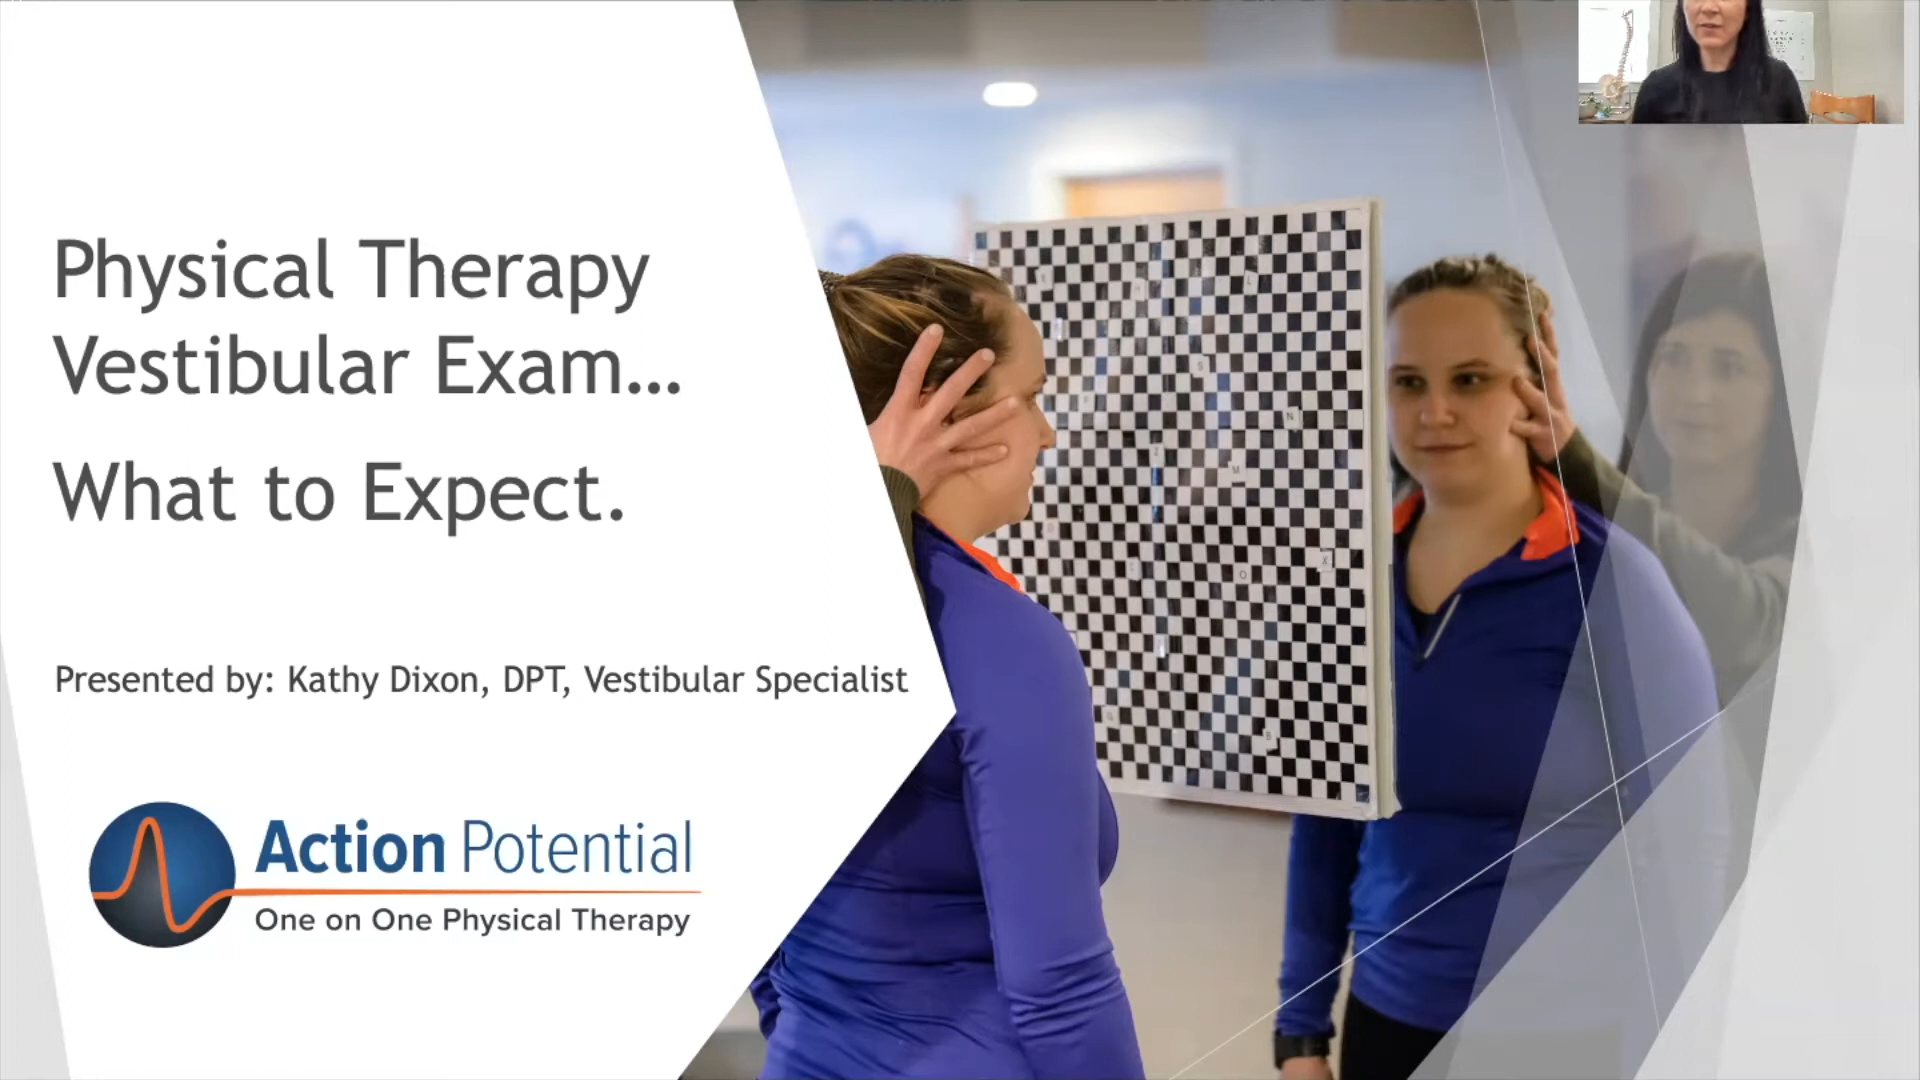 Physical Therapy
Vestibular Exam...
What to Expect.
Presented by: Kathy Dixon, DPT, Vestibular Specialist
Action Potential
One on One Physical Therapy
L
S
N
Z
M
X
O
B